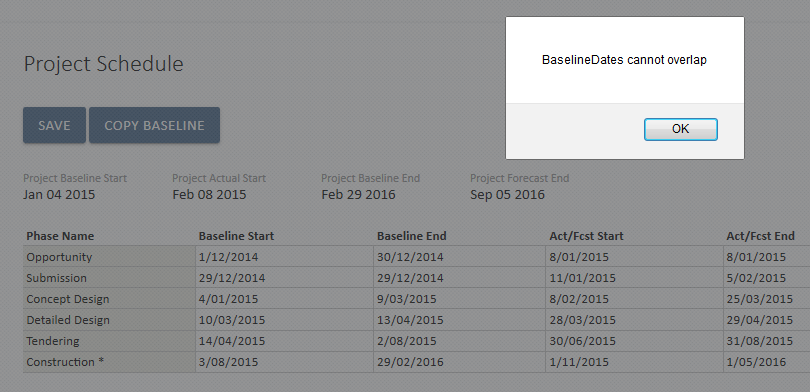 BaselineDates cannot overlap
OK
Project Schedule
SAVE COPY BASELINE
Project Baseline Start Project Actual Start Project Baseline End Project Forecast End
Jan 04 2015 Feb 08 2015 Feb 29 2016 Sep 05 2016
Phase Name Baseline Start Baseline End Act/Fcst Start Act/Fcst End
Opportunity 1/12/2014 30/12/2014 8/01/2015 8/01/2015
Submission 29/12/2014 29/12/2014 11/01/2015 5/02/2015
Concept Design 4/01/2015 9/03/2015 8/02/2015 25/03/2015
Detailed Design 10/03/2015 13/04/2015 28/03/2015 29/04/2015
Tendering 14/04/2015 2/08/2015 30/06/2015 31/08/2015
Construction * 3/08/2015 29/02/2016 1/11/2015 1/05/2016